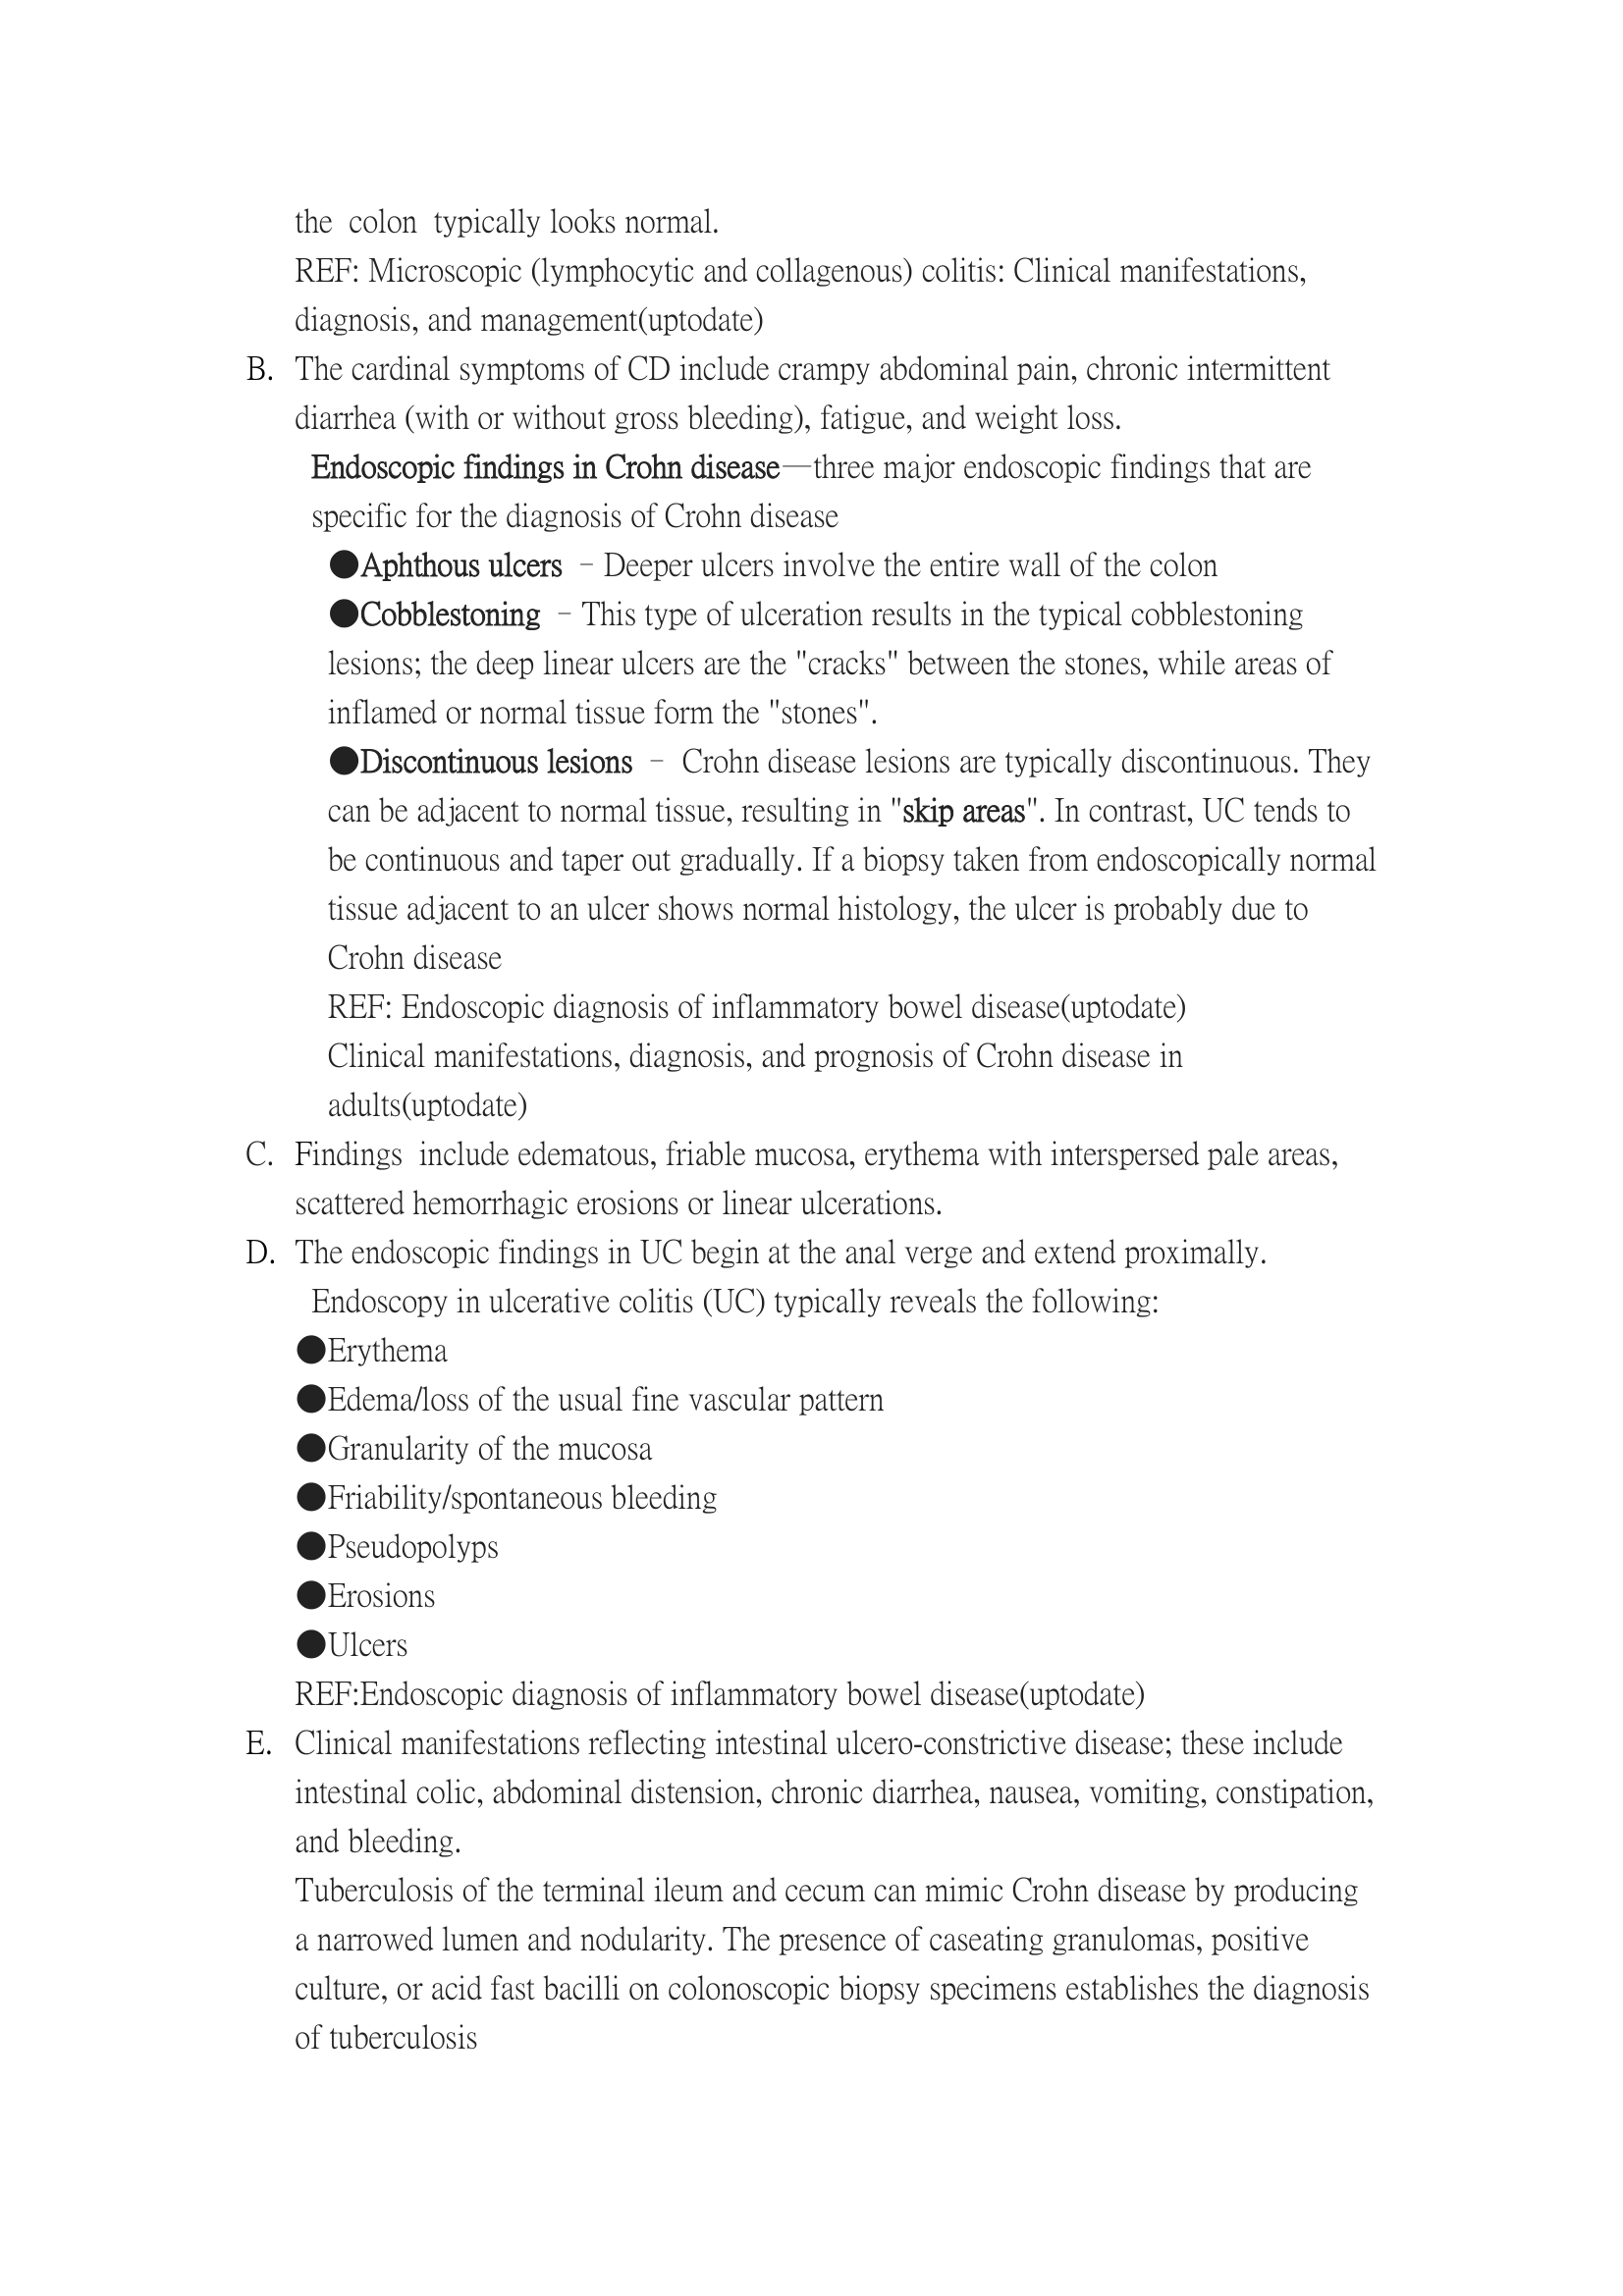 the colon typically looks normal.
REF: Microscopic (lymphocytic and collagenous) colitis: Clinical manifestations,
diagnosis, and management(uptodate)
B. The cardinal symptoms of CD include crampy abdominal pain, chronic intermittent
diarrhea (with or without gross bleeding), fatigue, and weight loss.
Endoscopic findings in Crohn disease—three major endoscopic findings that are
specific for the diagnosis of Crohn disease
●Aphthous ulcers – Deeper ulcers involve the entire wall of the colon
●Cobblestoning – This type of ulceration results in the typical cobblestoning
lesions; the deep linear ulcers are the "cracks" between the stones, while areas of
inflamed or normal tissue form the "stones".
●Discontinuous lesions – Crohn disease lesions are typically discontinuous. They
can be adjacent to normal tissue, resulting in "skip areas". In contrast, UC tends to
be continuous and taper out gradually. If a biopsy taken from endoscopically normal
tissue adjacent to an ulcer shows normal histology, the ulcer is probably due to
Crohn disease
REF: Endoscopic diagnosis of inflammatory bowel disease(uptodate)
Clinical manifestations, diagnosis, and prognosis of Crohn disease in
adults(uptodate)
C. Findings include edematous, friable mucosa, erythema with interspersed pale areas,
scattered hemorrhagic erosions or linear ulcerations.
D. The endoscopic findings in UC begin at the anal verge and extend proximally.
Endoscopy in ulcerative colitis (UC) typically reveals the following:
●Erythema
●Edema/loss of the usual fine vascular pattern
●Granularity of the mucosa
●Friability/spontaneous bleeding
●Pseudopolyps
●Erosions
●Ulcers
REF:Endoscopic diagnosis of inflammatory bowel disease(uptodate)
E. Clinical manifestations reflecting intestinal ulcero-constrictive disease; these include
intestinal colic, abdominal distension, chronic diarrhea, nausea, vomiting, constipation,
and bleeding.
Tuberculosis of the terminal ileum and cecum can mimic Crohn disease by producing
a narrowed lumen and nodularity. The presence of caseating granulomas, positive
culture, or acid fast bacilli on colonoscopic biopsy specimens establishes the diagnosis
of tuberculosis